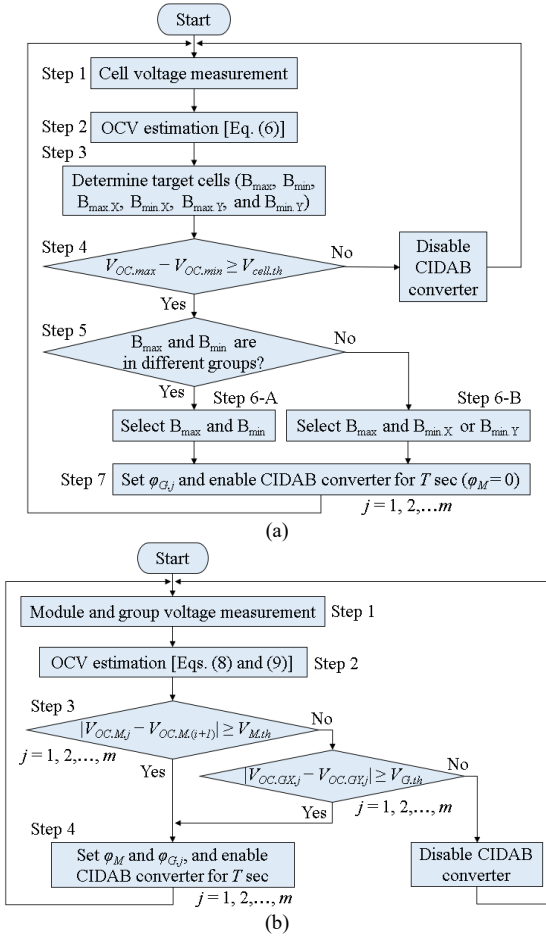 Start
Step 1
Cell voltage measurement
Step 2
OCV estimation [Eq. (6)]
Step 3
Determine target cells (Bmax, Bmin,
Bmax.X, Bmin.X, Bmax.Y, and Bmin.Y)
Step 4
VOC.max − VOC.min ≥ Vcell.th
No
Disable
CIDAB
converter
Yes
Step 5
Bmax and Bmin are
in different groups?
No
Yes
Step 6-A
Step 6-B
Select Bmax and Bmin
Select Bmax and Bmin.X or Bmin.Y
Step 7
Set φG,j and enable CIDAB converter for T sec (φM = 0)
j = 1, 2,…m
(a)
Start
Module and group voltage measurement
Step 1
OCV estimation [Eqs. (8) and (9)]
Step 2
Step 3
|VOC.M,j − VOC.M.(i+1)| ≥ VM.th
No
j = 1, 2,…, m
Yes
|VOC.GX,j − VOC.GY,j| ≥ VG.th
No
Yes
j = 1, 2,…, m
Step 4
Set φM and φG,j, and enable
CIDAB converter for T sec
Disable CIDAB
converter
j = 1, 2,…, m
(b)